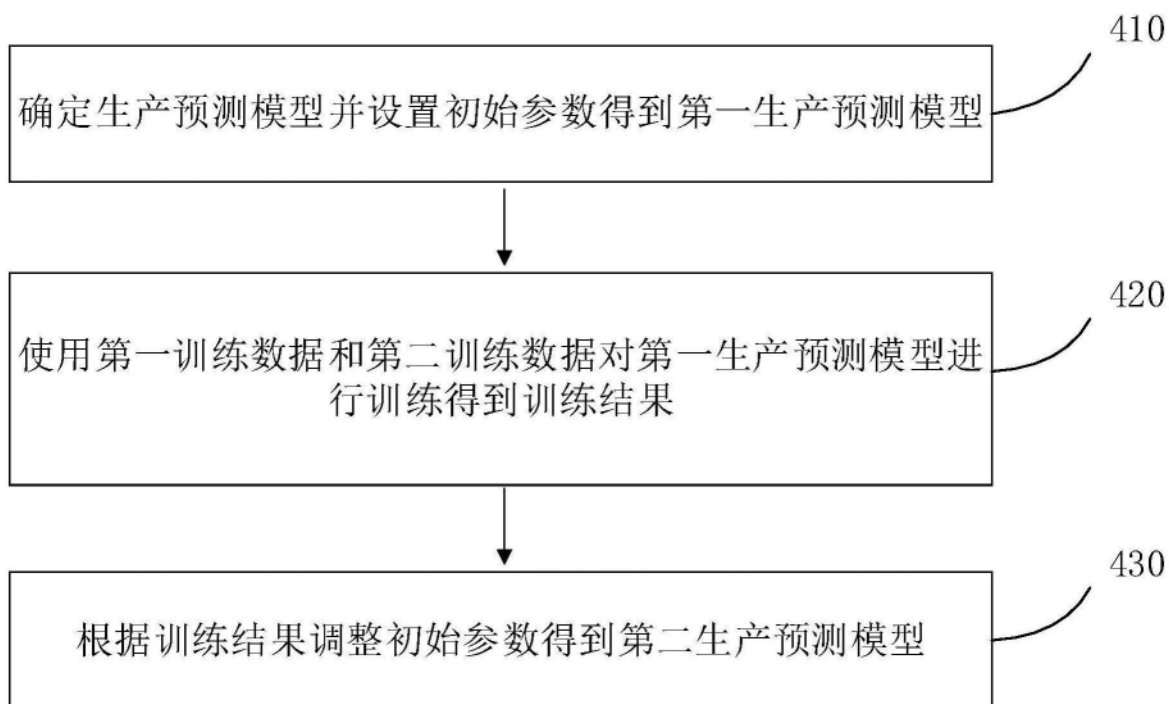 410
确定生产预测模型并设置初始参数得到第一生产预测模型
420
使用第一训练数据和第二训练数据对第一生产预测模型进
行训练得到训练结果
430
根据训练结果调整初始参数得到第二生产预测模型